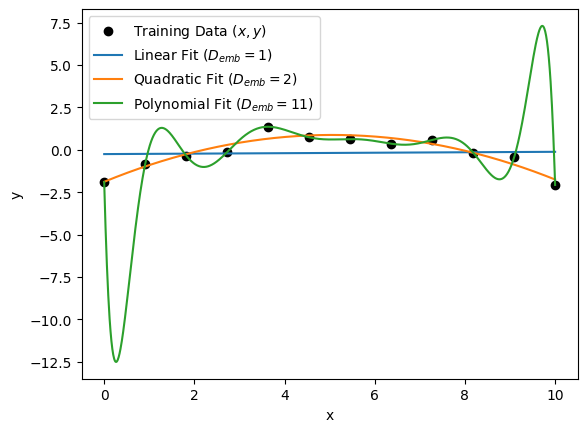 Training Data (x, y)
Linear Fit (D_emb = 1)
Quadratic Fit (D_emb = 2)
Polynomial Fit (D_emb = 11)
7.5
5.0
2.5
0.0
−2.5
−5.0
−7.5
−10.0
−12.5
y
0 2 4 6 8 10
x